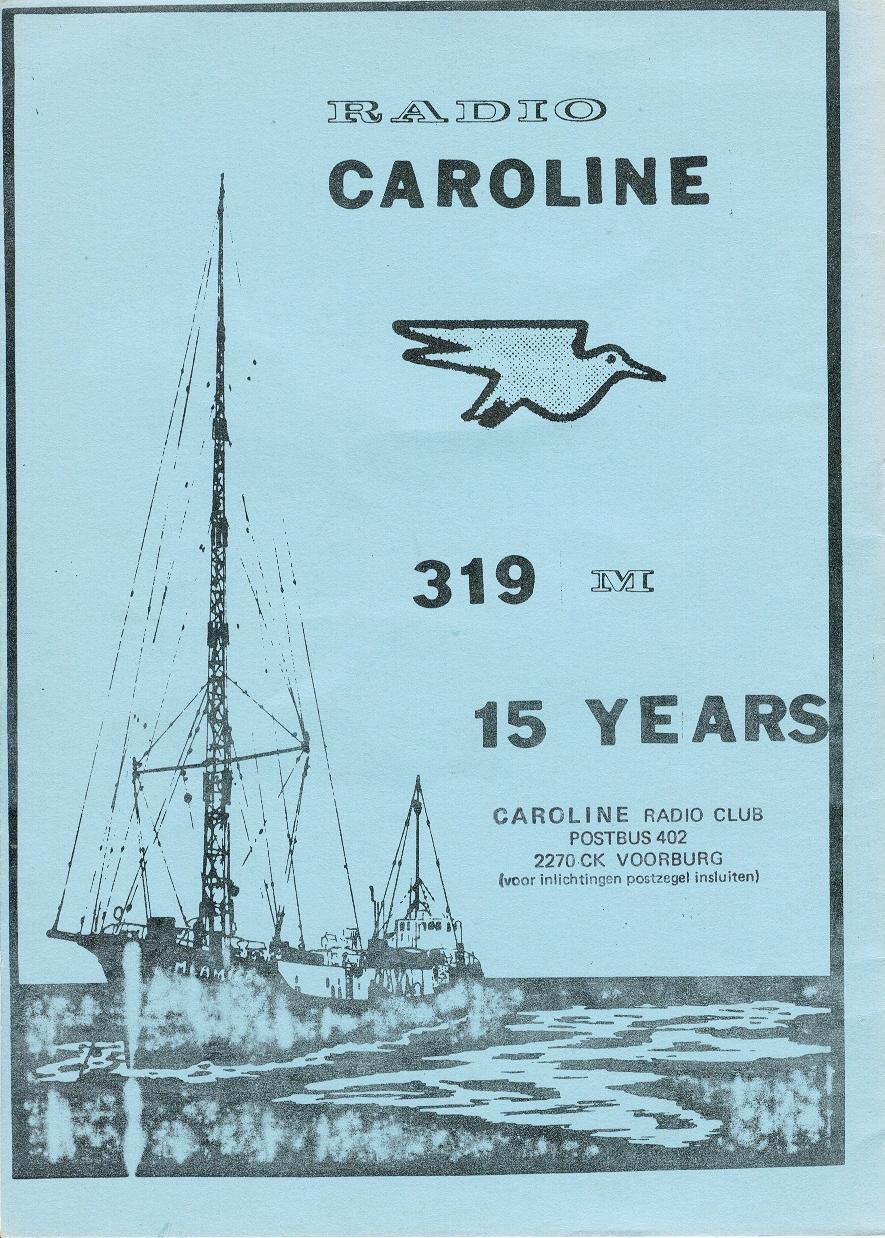 RADIO
CAROLINE
319 M
15 YEARS
CAROLINE RADIO CLUB
POSTBUS 402
2270 CK VOORBURG
(voor inlichtingen postzegel insluiten)